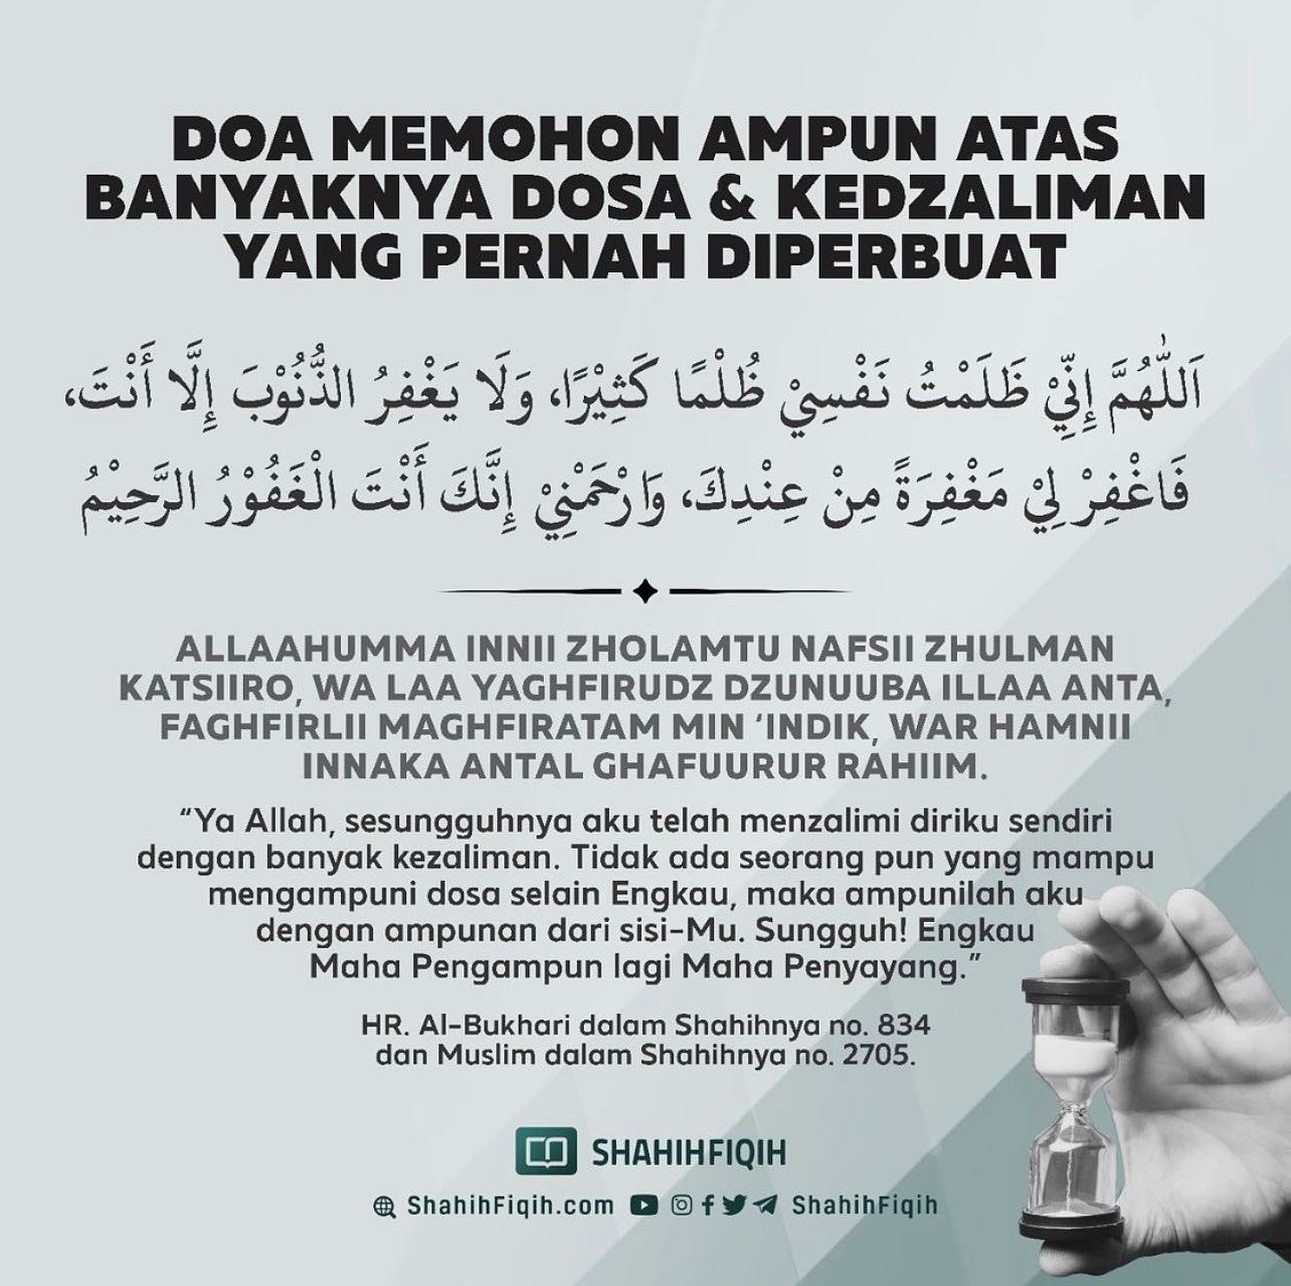 DOA MEMOHON AMPUN ATAS
BANYAKNYA DOSA & KEDZALIMAN
YANG PERNAH DIPERBUAT
اَللّٰهُمَّ إِنِّيْ ظَلَمْتُ نَفْسِيْ ظُلْمًا كَثِيْرًا، وَلَا يَغْفِرُ الذُّنُوْبَ إِلَّا أَنْتَ،
فَاغْفِرْ لِيْ مَغْفِرَةً مِنْ عِنْدِكَ، وَارْحَمْنِيْ إِنَّكَ أَنْتَ الْغَفُوْرُ الرَّحِيْمُ
ALLAAHUMMA INNII ZHOLAMTU NAFSII ZHULMAN
KATSIIRO, WA LAA YAGHFIRUDZ DZUNUUBA ILLAA ANTA,
FAGHFIRLII MAGHFIRATAM MIN ‘INDIK, WAR HAMNII
INNAKA ANTAL GHAFUURUR RAHIIM.
“Ya Allah, sesungguhnya aku telah menzalimi diriku sendiri
dengan banyak kezaliman. Tidak ada seorang pun yang mampu
mengampuni dosa selain Engkau, maka ampunilah aku
dengan ampunan dari sisi-Mu. Sungguh! Engkau
Maha Pengampun lagi Maha Penyayang.”
HR. Al-Bukhari dalam Shahihnya no. 834
dan Muslim dalam Shahihnya no. 2705.
SHAHIHFIQIH
ShahihFiqih.com ShahihFiqih